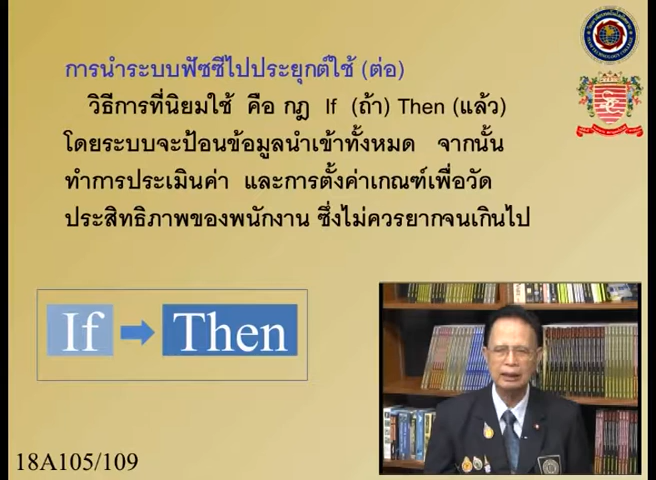 การนำระบบฟัซซีไปประยุกต์ใช้ (ต่อ)
วิธีการที่นิยมใช้ คือ กฎ If (ถ้า) Then (แล้ว)
โดยระบบจะป้อนข้อมูลนำเข้าทั้งหมด จากนั้น
ทำการประเมินค่า และการตั้งค่าเกณฑ์เพื่อวัด
ประสิทธิภาพของพนักงาน ซึ่งไม่ควรยากจนเกินไป
If Then
18A105/109